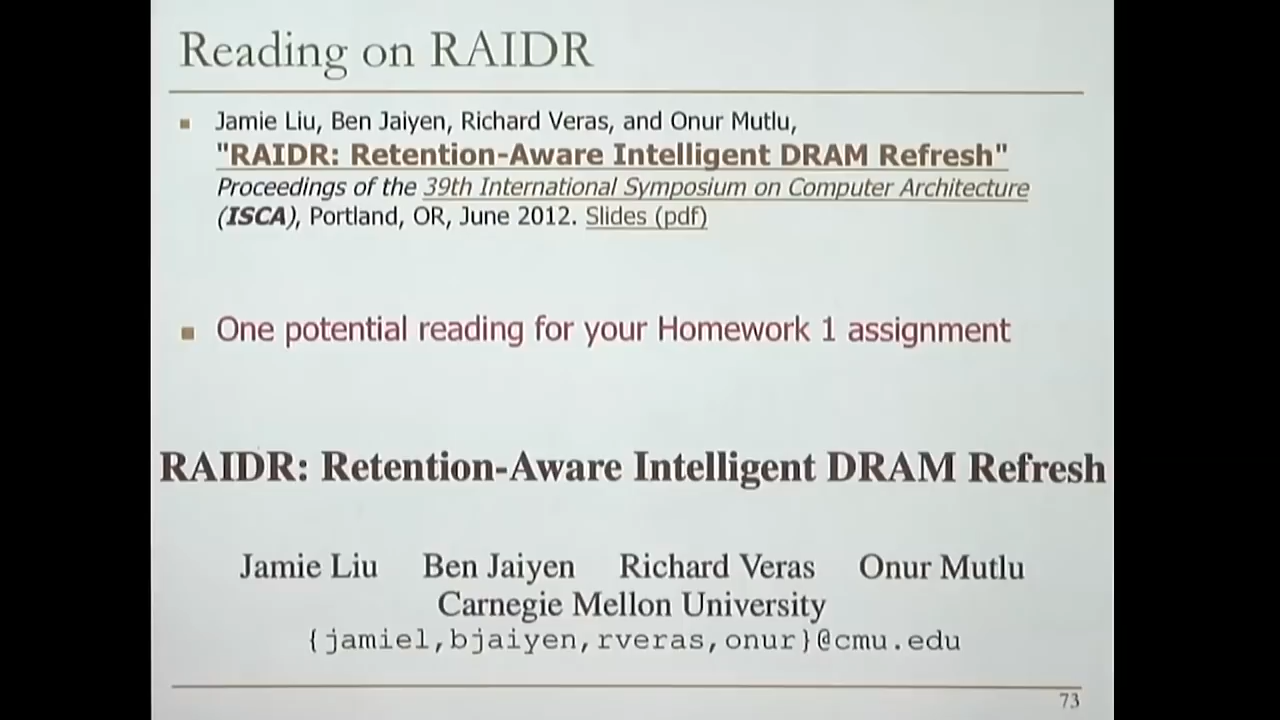 Reading on RAIDR
Jamie Liu, Ben Jaiyen, Richard Veras, and Onur Mutlu,
"RAIDR: Retention-Aware Intelligent DRAM Refresh"
Proceedings of the 39th International Symposium on Computer Architecture
(ISCA), Portland, OR, June 2012. Slides (pdf)
One potential reading for your Homework 1 assignment
RAIDR: Retention-Aware Intelligent DRAM Refresh
Jamie Liu Ben Jaiyen Richard Veras Onur Mutlu
Carnegie Mellon University
{jamiel,bjaiyen,rveras,onur}@cmu.edu
73